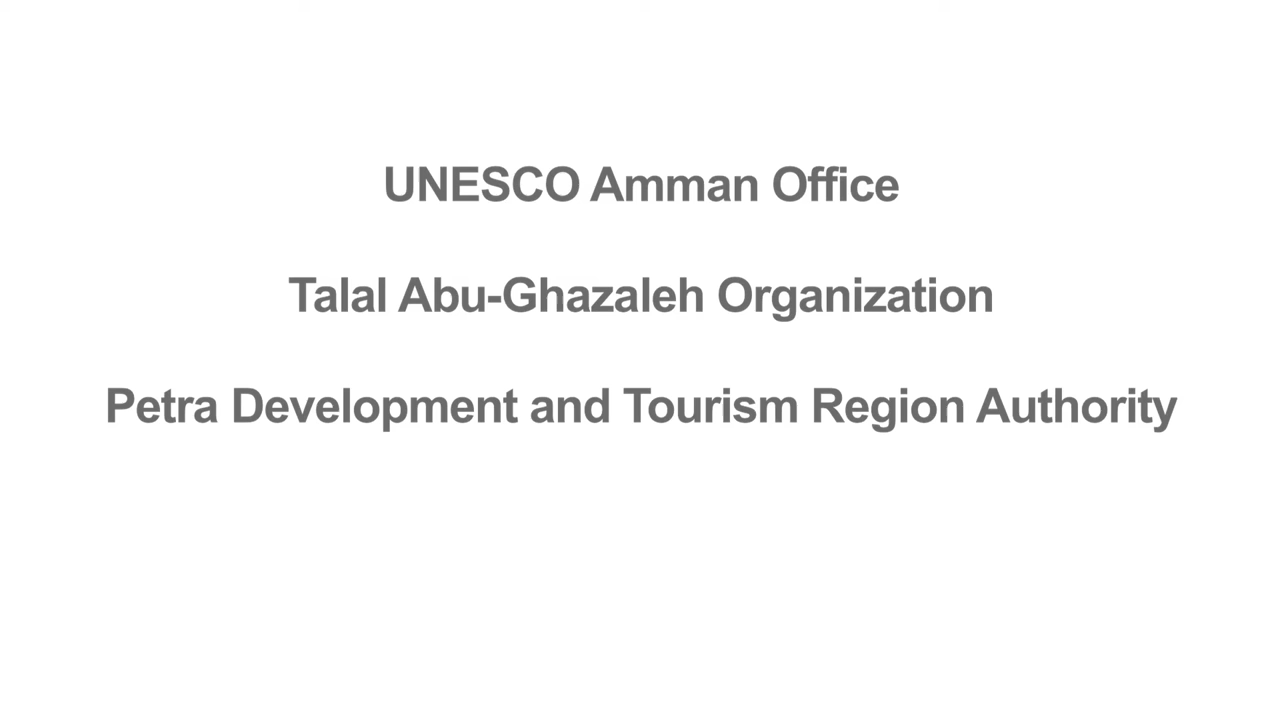 UNESCO Amman Office
Talal Abu-Ghazaleh Organization
Petra Development and Tourism Region Authority